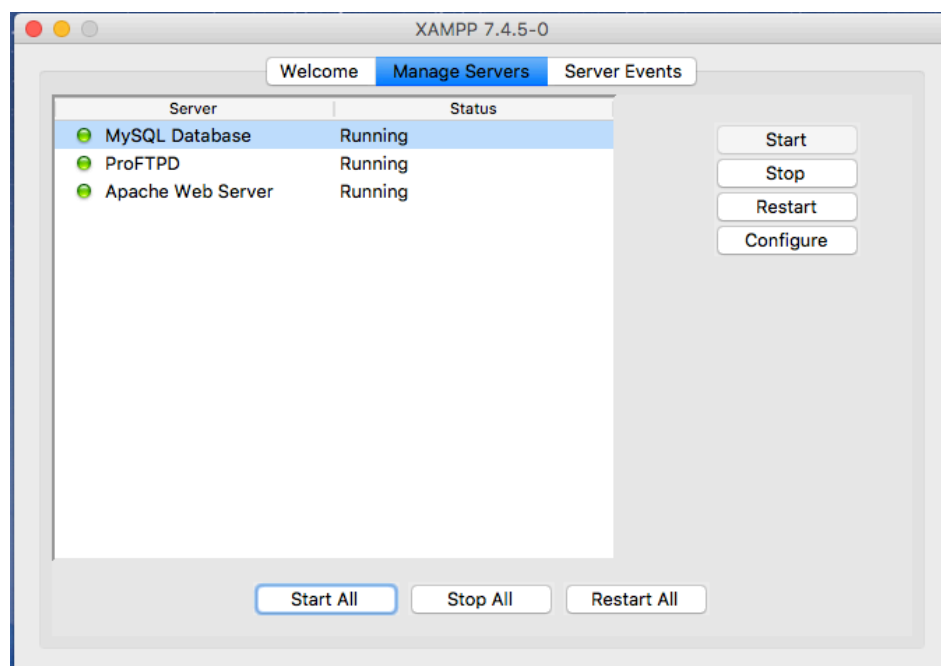 XAMPP 7.4.5-0
Welcome Manage Servers Server Events
Server Status
MySQL Database Running
ProFTPD Running
Apache Web Server Running
Start
Stop
Restart
Configure
Start All Stop All Restart All